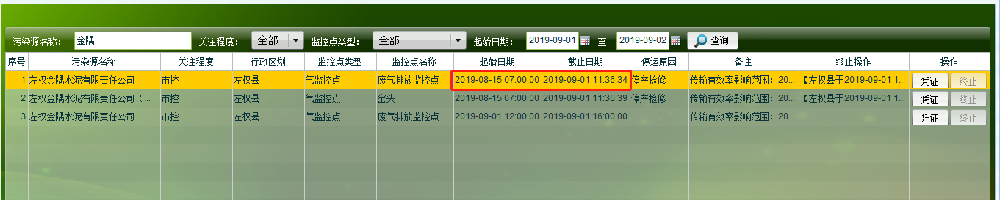 污染源名称： 金隅 关注程度： 全部 监控点类型： 全部 起始日期： 2019-09-01 至 2019-09-02 查询
序号 污染源名称 关注程度 行政区划 监控点类型 监控点名称 起始日期 截止日期 停运原因 备注 终止操作 操作
1 左权金隅水泥有限责任公司 市控 左权县 气监控点 废气排放监控点 2019-08-15 07:00:00 2019-09-01 11:36:34 停产检修 传输有效率影响范围：20... 【左权县于2019-09-01 1... 凭证 终止
2 左权金隅水泥有限责任公司（... 市控 左权县 气监控点 窑头 2019-08-15 07:00:00 2019-09-01 11:36:39 停产检修 传输有效率影响范围：20... 【左权县于2019-09-01 1... 凭证 终止
3 左权金隅水泥有限责任公司 市控 左权县 气监控点 废气排放监控点 2019-09-01 12:00:00 2019-09-01 16:00:00 传输有效率影响范围：20... 凭证 终止